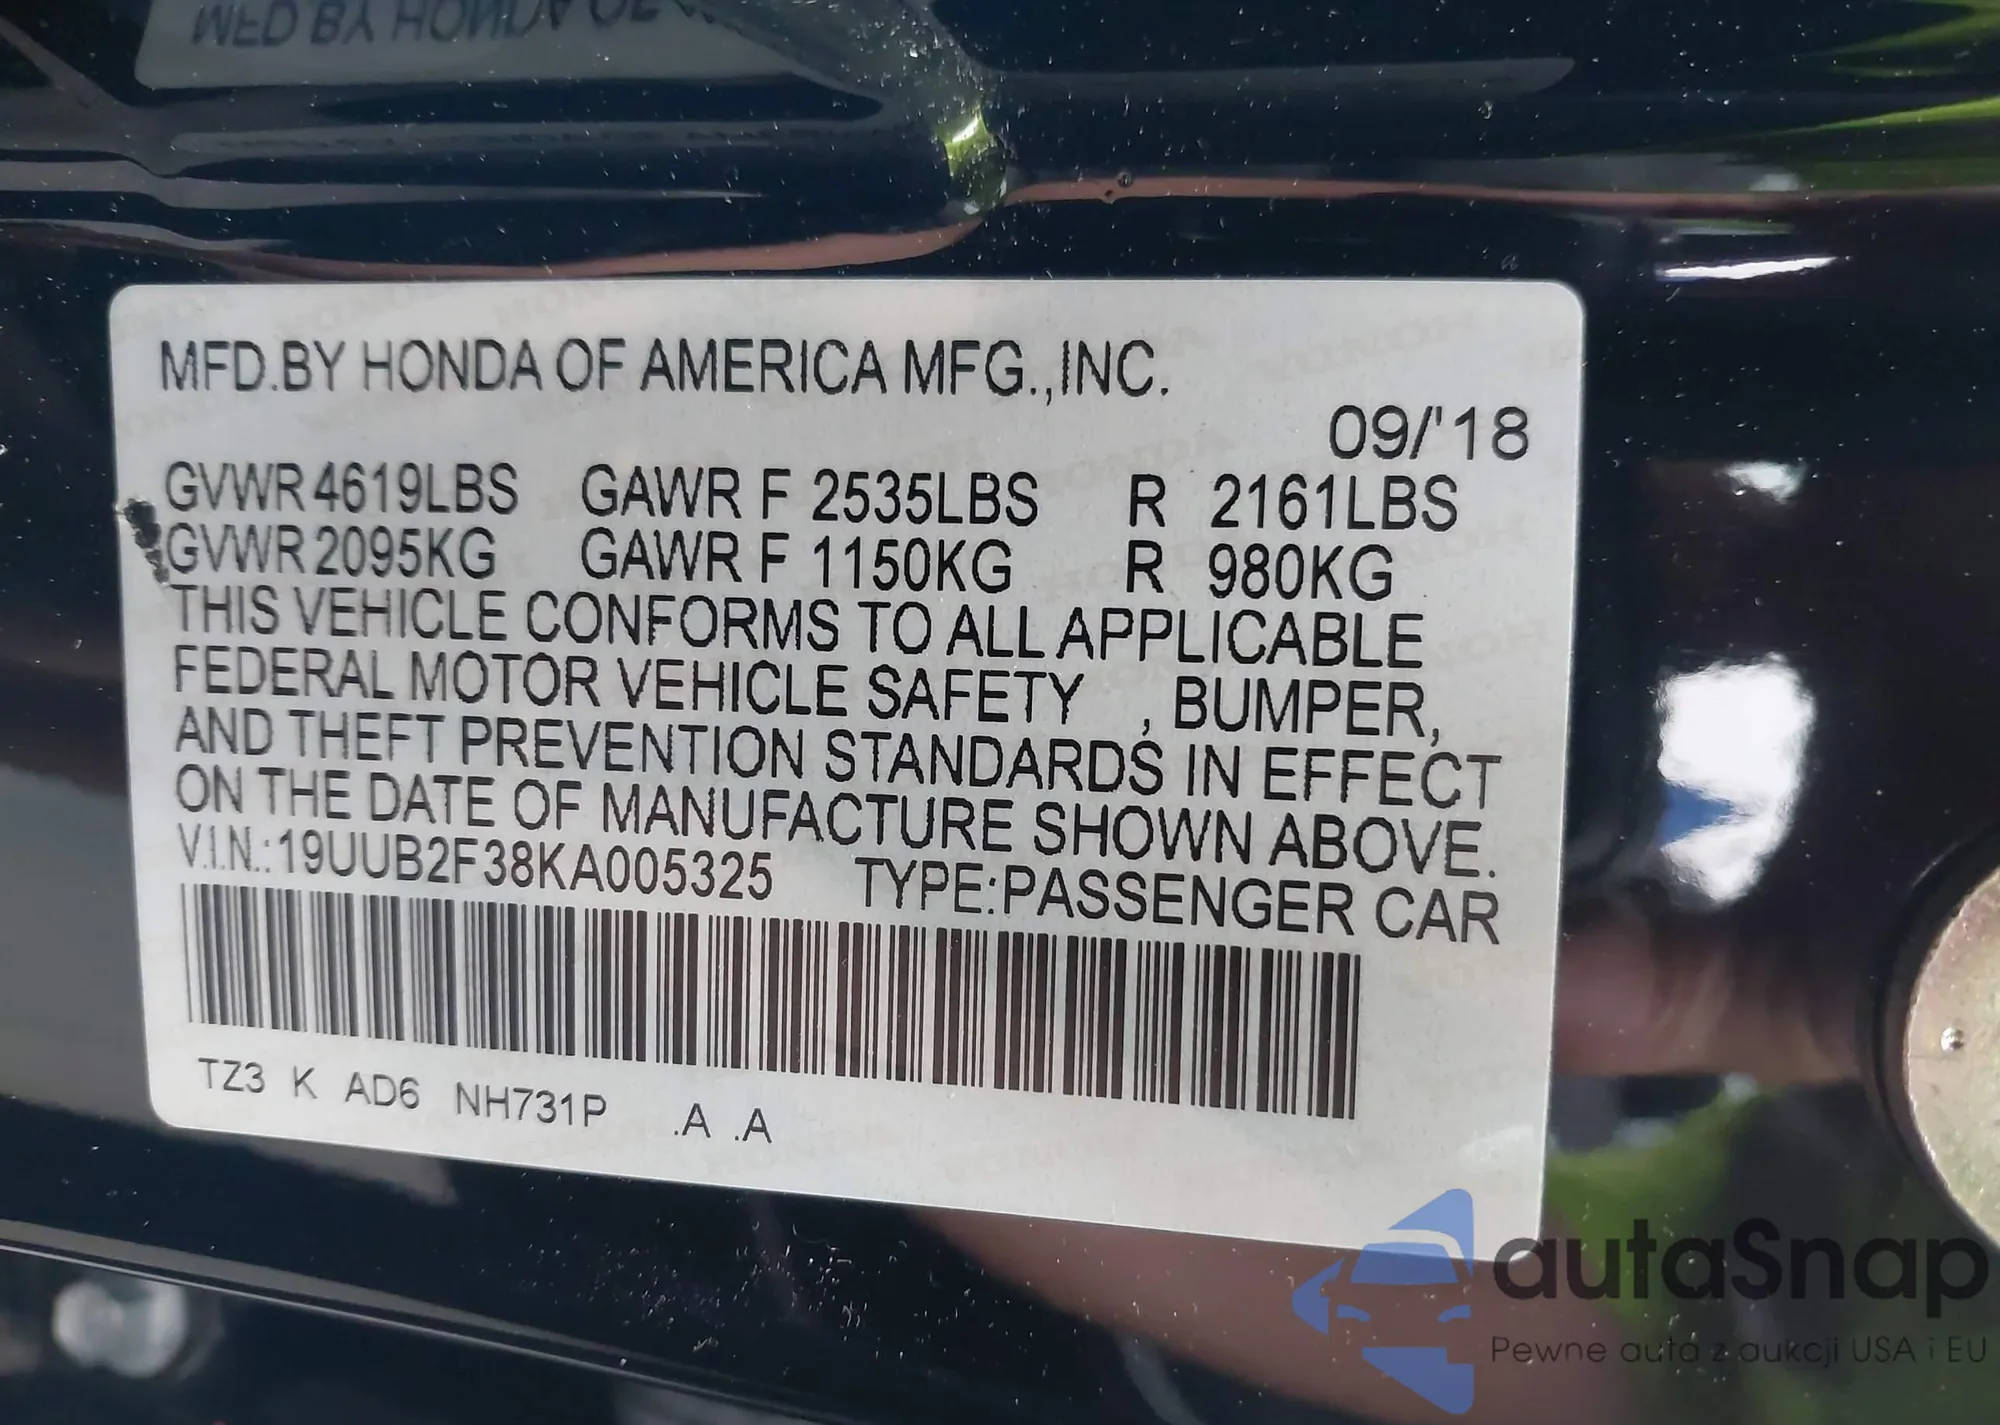 MFD BY HONDA OF
MFD.BY HONDA OF AMERICA MFG.,INC.
09/'18
GVWR 4619LBS GAWR F 2535LBS R 2161LBS
GVWR 2095KG GAWR F 1150KG R 980KG
THIS VEHICLE CONFORMS TO ALL APPLICABLE
FEDERAL MOTOR VEHICLE SAFETY , BUMPER,
AND THEFT PREVENTION STANDARDS IN EFFECT
ON THE DATE OF MANUFACTURE SHOWN ABOVE.
V.I.N.:19UUB2F38KA005325 TYPE:PASSENGER CAR
TZ3 K AD6 NH731P .A .A
autaSnap
Pewne auta z aukcji USA i EU